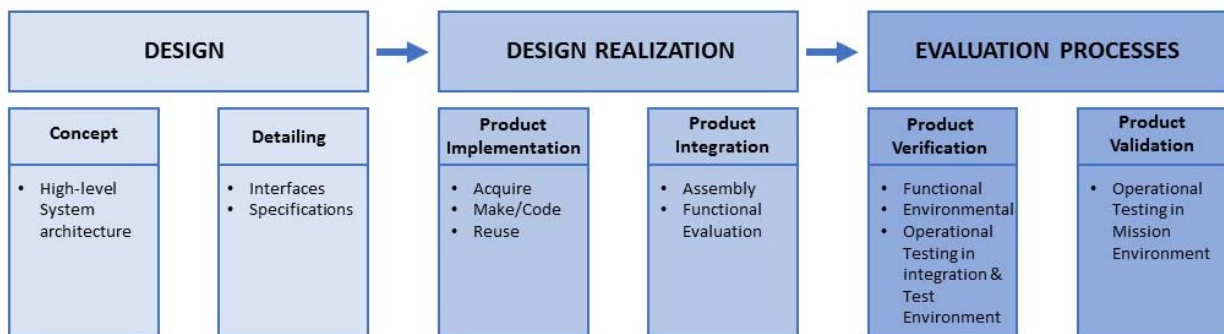 DESIGN
DESIGN REALIZATION
EVALUATION PROCESSES
Concept
• High-level
System
architecture
Detailing
• Interfaces
• Specifications
Product
Implementation
• Acquire
• Make/Code
• Reuse
Product
Integration
• Assembly
• Functional
Evaluation
Product
Verification
• Functional
• Environmental
• Operational
Testing in
integration &
Test
Environment
Product
Validation
• Operational
Testing in
Mission
Environment